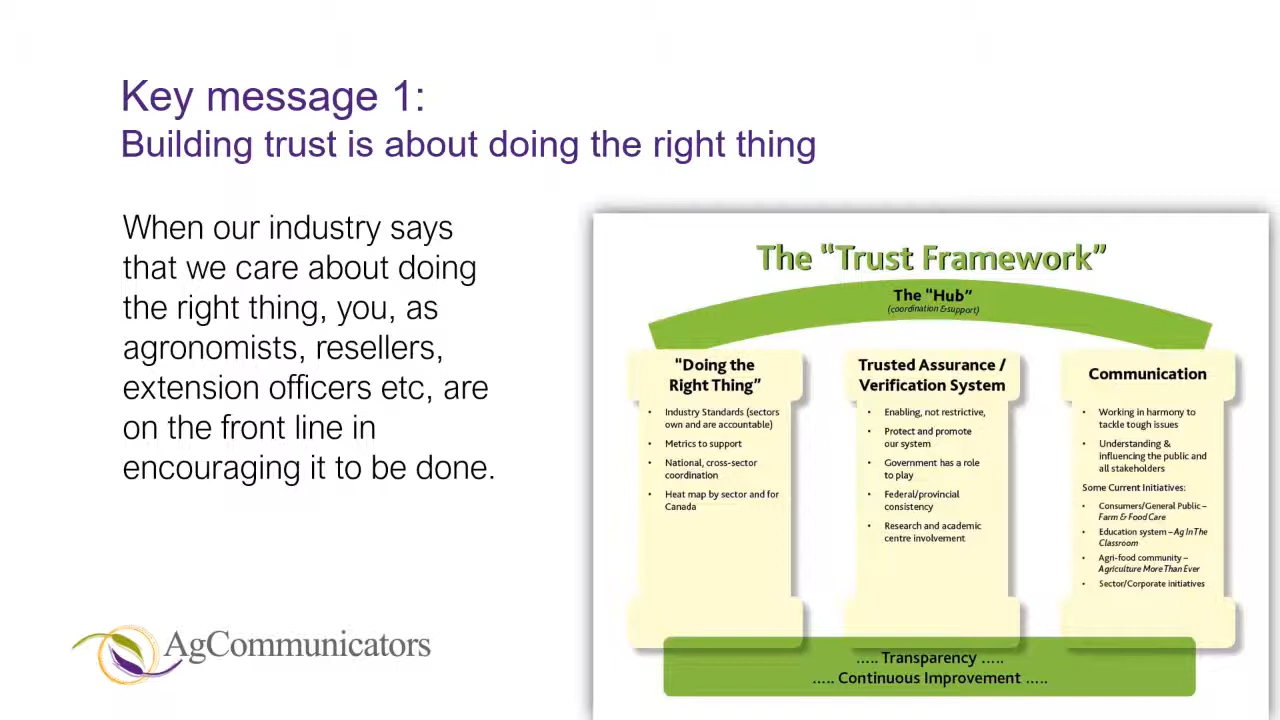 Key message 1:
Building trust is about doing the right thing
When our industry says
that we care about doing
the right thing, you, as
agronomists, resellers,
extension officers etc, are
on the front line in
encouraging it to be done.
AgCommunicators
The “Trust Framework”
The “Hub”
(coordination & support)
“Doing the
Right Thing”
• Industry Standards (sectors
own and are accountable)
• Metrics to support
• National, cross-sector
coordination
• Heat map by sector and for
Canada
Trusted Assurance /
Verification System
• Enabling, not restrictive,
• Protect and promote
our system
• Government has a role
to play
• Federal/provincial
consistency
• Research and academic
centre involvement
Communication
• Working in harmony to
tackle tough issues
• Understanding &
influencing the public and
all stakeholders
Some Current Initiatives:
• Consumers/General Public –
Farm & Food Care
• Education system – Ag In The
Classroom
• Agri-food community –
Agriculture More Than Ever
• Sector/Corporate initiatives
..... Transparency .....
..... Continuous Improvement .....